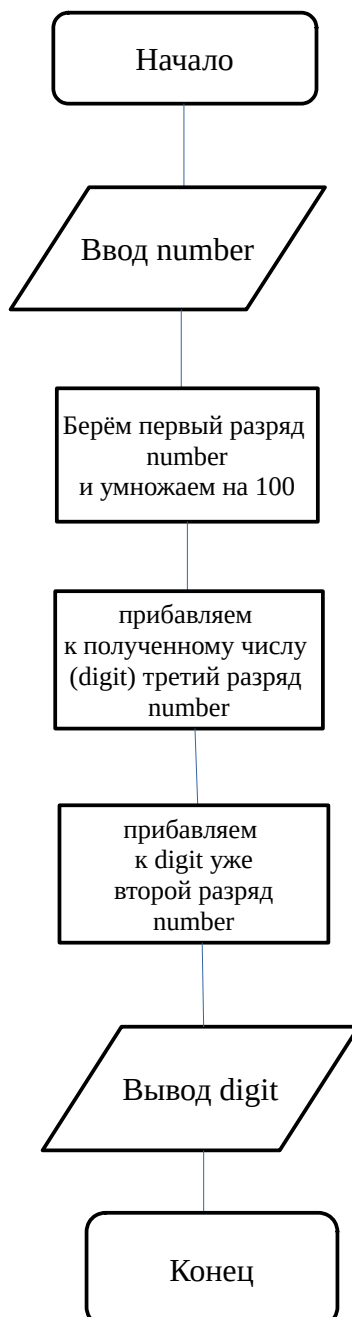 Начало
Ввод number
Берём первый разряд
number
и умножаем на 100
прибавляем
к полученному числу
(digit) третий разряд
number
прибавляем
к digit уже
второй разряд
number
Вывод digit
Конец